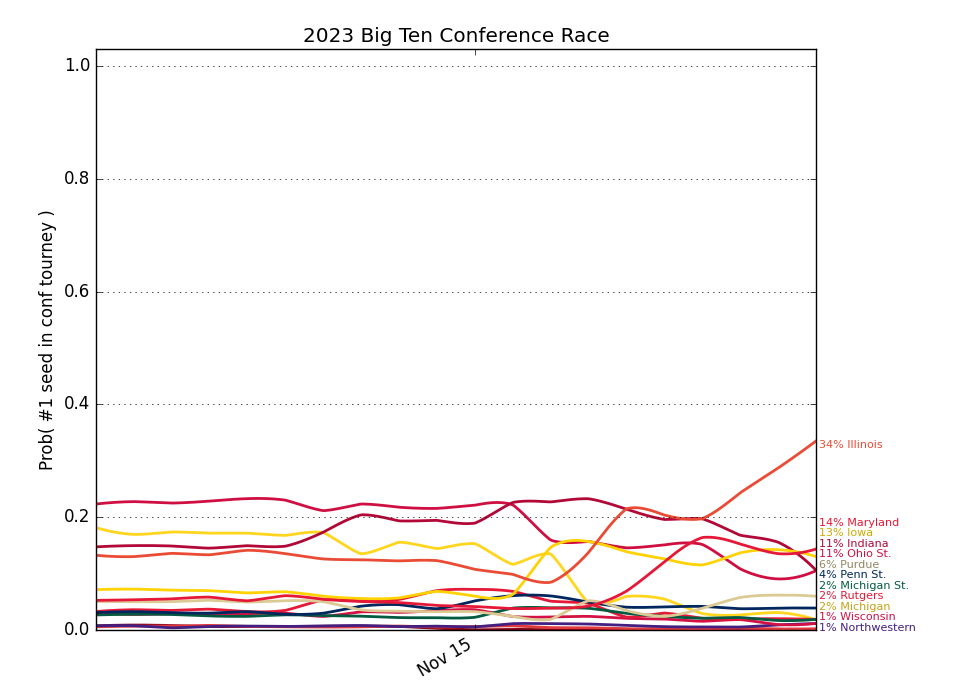 2023 Big Ten Conference Race
Prob( #1 seed in conf tourney )
1.0
0.8
0.6
0.4
0.2
0.0
Nov 15
34% Illinois
14% Maryland
13% Iowa
11% Indiana
11% Ohio St.
6% Purdue
4% Penn St.
2% Michigan St.
2% Rutgers
2% Michigan
1% Wisconsin
1% Northwestern